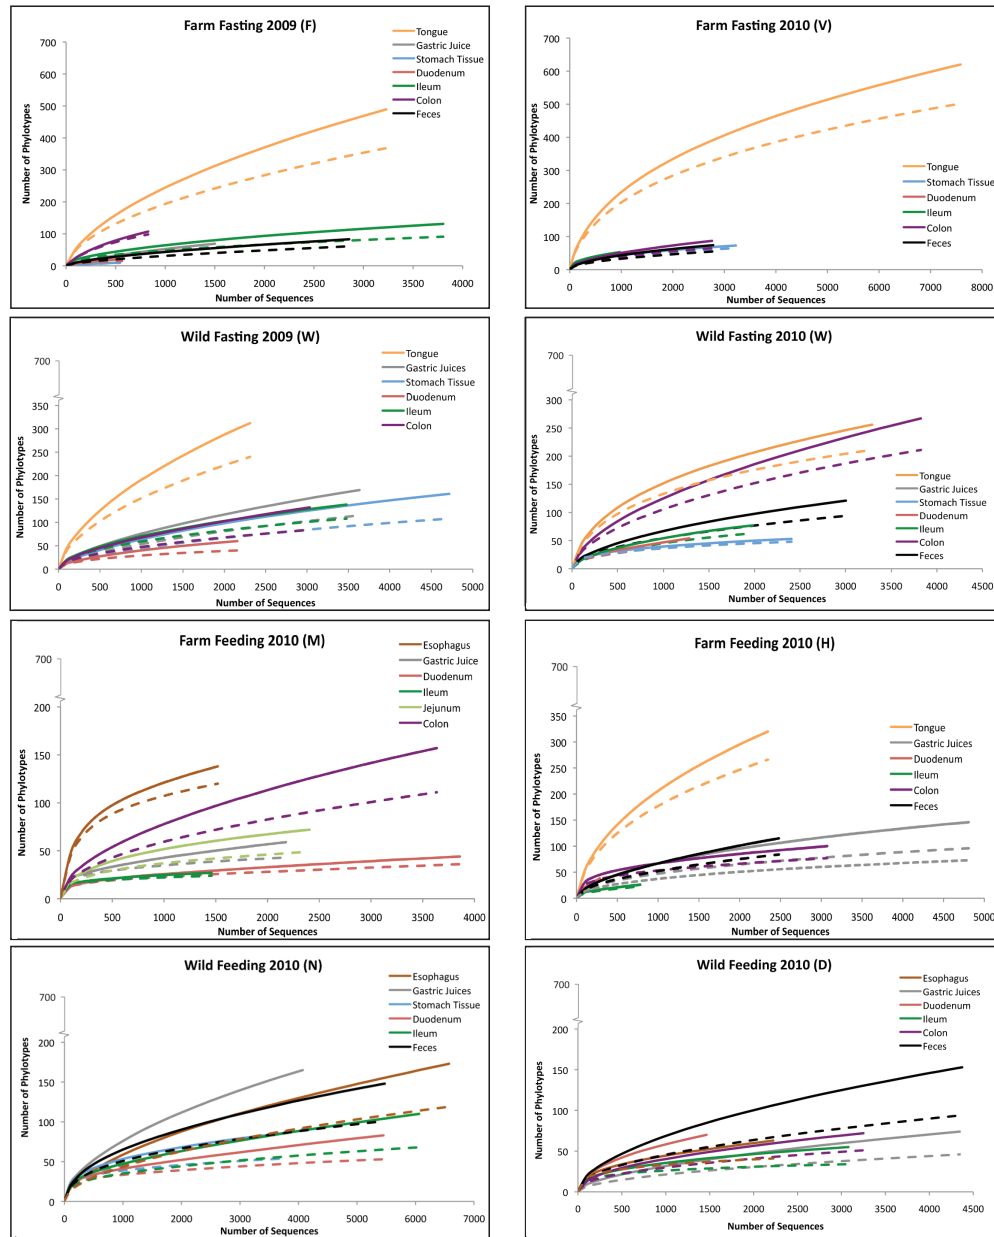 Farm Fasting 2009 (F)
Number of Phylotypes
700
600
500
400
300
200
100
0
0 500 1000 1500 2000 2500 3000 3500 4000
Number of Sequences
Tongue
Gastric Juice
Stomach Tissue
Duodenum
Ileum
Colon
Feces
Farm Fasting 2010 (V)
Number of Phylotypes
700
600
500
400
300
200
100
0
0 1000 2000 3000 4000 5000 6000 7000 8000
Number of Sequences
Tongue
Stomach Tissue
Duodenum
Ileum
Colon
Feces
Wild Fasting 2009 (W)
Number of Phylotypes
700
350
300
250
200
150
100
50
0
0 500 1000 1500 2000 2500 3000 3500 4000 4500 5000
Number of Sequences
Tongue
Gastric Juices
Stomach Tissue
Duodenum
Ileum
Colon
Wild Fasting 2010 (W)
Number of Phylotypes
700
300
250
200
150
100
50
0
0 500 1000 1500 2000 2500 3000 3500 4000 4500
Number of Sequences
Tongue
Gastric Juices
Stomach Tissue
Duodenum
Ileum
Colon
Feces
Farm Feeding 2010 (M)
Number of Phylotypes
700
200
150
100
50
0
0 500 1000 1500 2000 2500 3000 3500 4000
Number of Sequences
Esophagus
Gastric Juice
Duodenum
Ileum
Jejunum
Colon
Farm Feeding 2010 (H)
Number of Phylotypes
700
350
300
250
200
150
100
50
0
0 500 1000 1500 2000 2500 3000 3500 4000 4500 5000
Number of Sequences
Tongue
Gastric Juices
Duodenum
Ileum
Colon
Feces
Wild Feeding 2010 (N)
Number of Phylotypes
700
200
150
100
50
0
0 1000 2000 3000 4000 5000 6000 7000
Number of Sequences
Esophagus
Gastric Juices
Stomach Tissue
Duodenum
Ileum
Feces
Wild Feeding 2010 (D)
Number of Phylotypes
700
200
150
100
50
0
0 500 1000 1500 2000 2500 3000 3500 4000 4500
Number of Sequences
Esophagus
Gastric Juices
Duodenum
Ileum
Colon
Feces